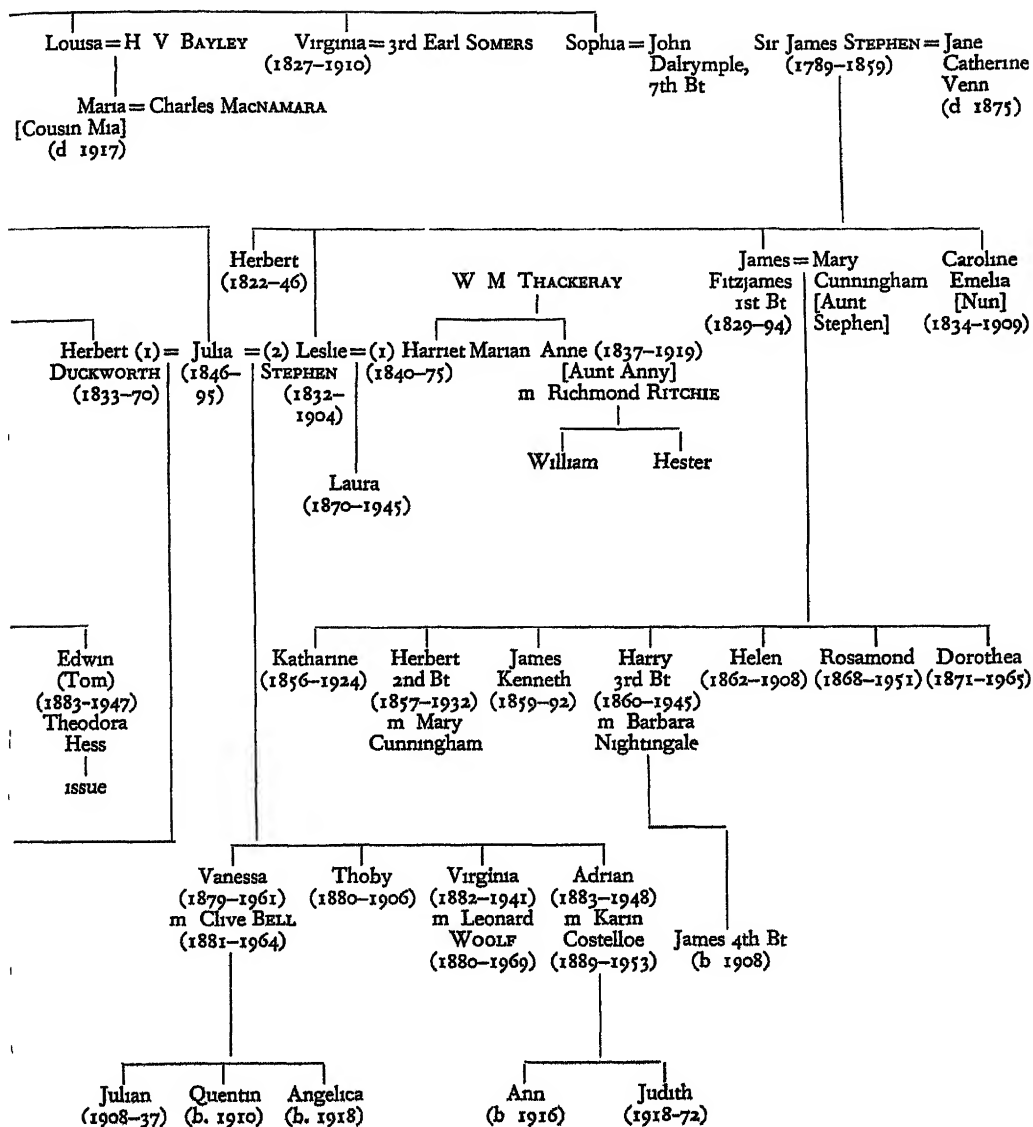 Louisa = H V BAYLEY
Virginia = 3rd Earl SOMERS
(1827–1910)
Sophia = John
Dalrymple,
7th Bt
Sir James STEPHEN = Jane
(1789–1859)
Catherine
Venn
(d 1875)
Maria = Charles MACNAMARA
[Cousin Mia]
(d 1917)
Herbert
(1822–46)
W M THACKERAY
James = Mary
Fitzjames
1st Bt
(1829–94)
Cunningham
[Aunt
Stephen]
Caroline
Emelia
[Nun]
(1834–1909)
Herbert (1) = Julia = (2) Leslie = (1) Harriet Marian Anne (1837–1919)
DUCKWORTH (1846– STEPHEN (1840–75) [Aunt Anny]
(1833–70) 95) (1832– m Richmond RITCHIE
1904)
William Hester
Laura
(1870–1945)
Edwin
(Tom)
(1883–1947)
Theodora
Hess
issue
Katharine
(1856–1924)
Herbert
2nd Bt
(1857–1932)
m Mary
Cunningham
James
Kenneth
(1859–92)
Harry
3rd Bt
(1860–1945)
m Barbara
Nightingale
Helen
(1862–1908)
Rosamond
(1868–1951)
Dorothea
(1871–1965)
Vanessa
(1879–1961)
m Clive BELL
(1881–1964)
Thoby
(1880–1906)
Virginia
(1882–1941)
m Leonard
WOOLF
(1880–1969)
Adrian
(1883–1948)
m Karin
Costelloe
(1889–1953)
James 4th Bt
(b 1908)
Julian
(1908–37)
Quentin
(b. 1910)
Angelica
(b. 1918)
Ann
(b 1916)
Judith
(1918–72)